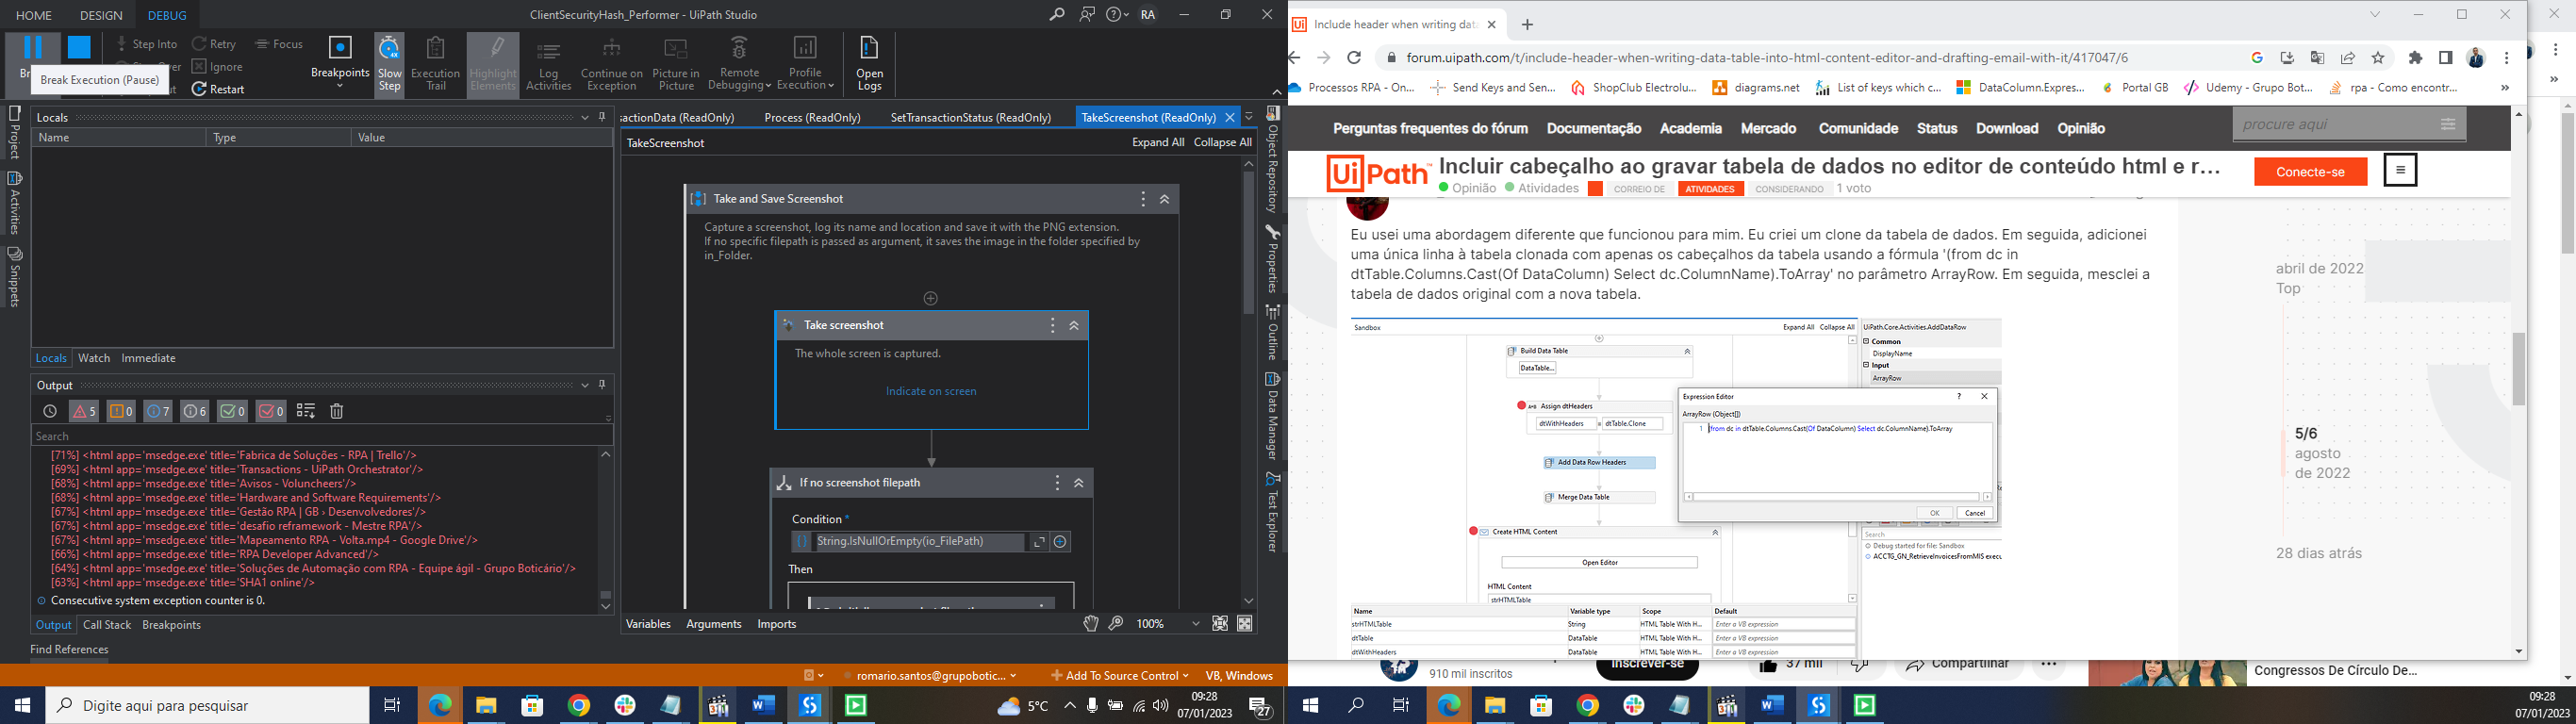 HOME DESIGN DEBUG
ClientSecurityHash_Performer - UiPath Studio
RA
Step Into Retry Focus
Ignore
Restart
Break Execution (Pause)
Breakpoints
Slow Step
Execution Trail
Highlight Elements
Log Activities
Continue on Exception
Picture in Picture
Remote Debugging
Profile Execution
Open Logs
Project
Activities
Snippets
Locals
Name Type Value
Locals Watch Immediate
Output
5 0 7 6 0 0
Search
[71%] <html app='msedge.exe' title='Fabrica de Soluções - RPA | Trello'/>
[69%] <html app='msedge.exe' title='Transactions - UiPath Orchestrator'/>
[68%] <html app='msedge.exe' title='Avisos - Voluncheers'/>
[68%] <html app='msedge.exe' title='Hardware and Software Requirements'/>
[67%] <html app='msedge.exe' title='Gestão RPA | GB › Desenvolvedores'/>
[67%] <html app='msedge.exe' title='desafio reframework - Mestre RPA'/>
[67%] <html app='msedge.exe' title='Mapeamento RPA - Volta.mp4 - Google Drive'/>
[66%] <html app='msedge.exe' title='RPA Developer Advanced'/>
[64%] <html app='msedge.exe' title='Soluções de Automação com RPA - Equipe ágil - Grupo Boticário'/>
[63%] <html app='msedge.exe' title='SHA1 online'/>
Consecutive system exception counter is 0.
Output Call Stack Breakpoints
Find References
sactionData (ReadOnly) Process (ReadOnly) SetTransactionStatus (ReadOnly) TakeScreenshot (ReadOnly)
TakeScreenshot Expand All Collapse All
Take and Save Screenshot
Capture a screenshot, log its name and location and save it with the PNG extension.
If no specific filepath is passed as argument, it saves the image in the folder specified by
in_Folder.
Take screenshot
The whole screen is captured.
Indicate on screen
If no screenshot filepath
Condition *
String.IsNullOrEmpty(io_FilePath)
Then
Variables Arguments Imports 100%
Object Repository
Properties
Outline
Data Manager
Test Explorer
romario.santos@grupobotic... Add To Source Control VB, Windows
Digite aqui para pesquisar
5°C
09:28
07/01/2023
27
Include header when writing dat
forum.uipath.com/t/include-header-when-writing-data-table-into-html-content-editor-and-drafting-email-with-it/417047/6
Processos RPA - On... Send Keys and Sen... ShopClub Electrolu... diagrams.net List of keys which c... DataColumn.Expres... Portal GB Udemy - Grupo Bot... rpa - Como encontr...
Perguntas frequentes do fórum Documentação Academia Mercado Comunidade Status Download Opinião
procure aqui
UiPath
Incluir cabeçalho ao gravar tabela de dados no editor de conteúdo html e r...
Opinião Atividades CORREIO DE ATIVIDADES CONSIDERANDO 1 voto
Conecte-se
Eu usei uma abordagem diferente que funcionou para mim. Eu criei um clone da tabela de dados. Em seguida, adicionei
uma única linha à tabela clonada com apenas os cabeçalhos da tabela usando a fórmula '(from dc in
dtTable.Columns.Cast(Of DataColumn) Select dc.ColumnName).ToArray' no parâmetro ArrayRow. Em seguida, mesclei a
tabela de dados original com a nova tabela.
abril de 2022
Top
5/6
agosto
de 2022
28 dias atrás
Sandbox Expand All Collapse All
Build Data Table
DataTable...
Assign dtHeaders
dtWithHeaders = dtTable.Clone
Add Data Row Headers
Merge Data Table
Create HTML Content
Open Editor
HTML Content
strHTMLTable
UiPath.Core.Activities.AddDataRow
Common
DisplayName
Input
ArrayRow
Expression Editor
ArrayRow (Object[])
1 (from dc in dtTable.Columns.Cast(Of DataColumn) Select dc.ColumnName).ToArray
OK Cancel
Search
Debug started for file: Sandbox
ACCTG_GN_RetrieveInvoicesFromMIS execu
Name Variable type Scope Default
strHTMLTable String HTML Table With H... Enter a VB expression
dtTable DataTable HTML Table With H... Enter a VB expression
dtWithHeaders DataTable HTML Table With H... Enter a VB expression
910 mil inscritos
Inscrever-se
37 mil
Compartilhar
Congressos De Círculo De...
09:28
07/01/2023